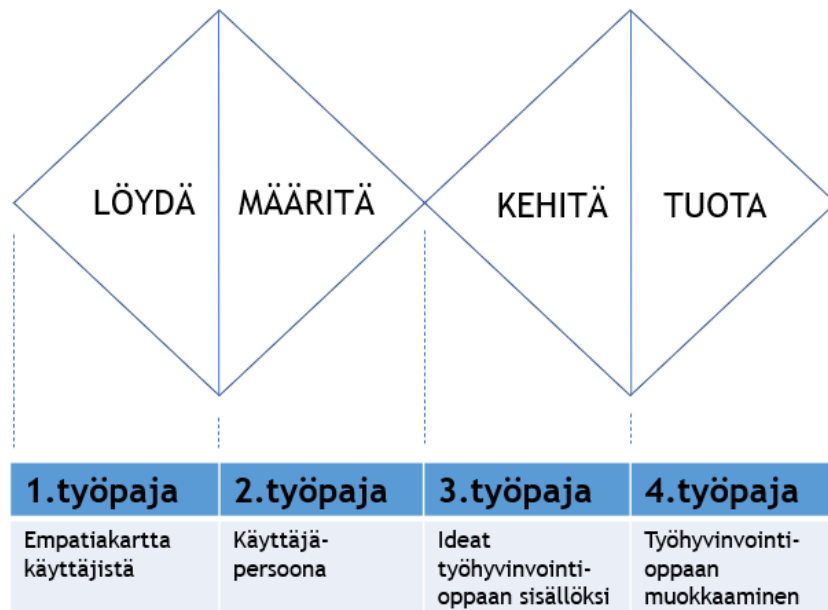 LÖYDÄ MÄÄRITÄ KEHITÄ TUOTA
1.työpaja 2.työpaja 3.työpaja 4.työpaja
Empatiakartta
käyttäjistä
Käyttäjä-
persoona
Ideat
työhyvinvointi-
oppaan sisällöksi
Työhyvinvointi-
oppaan
muokkaaminen